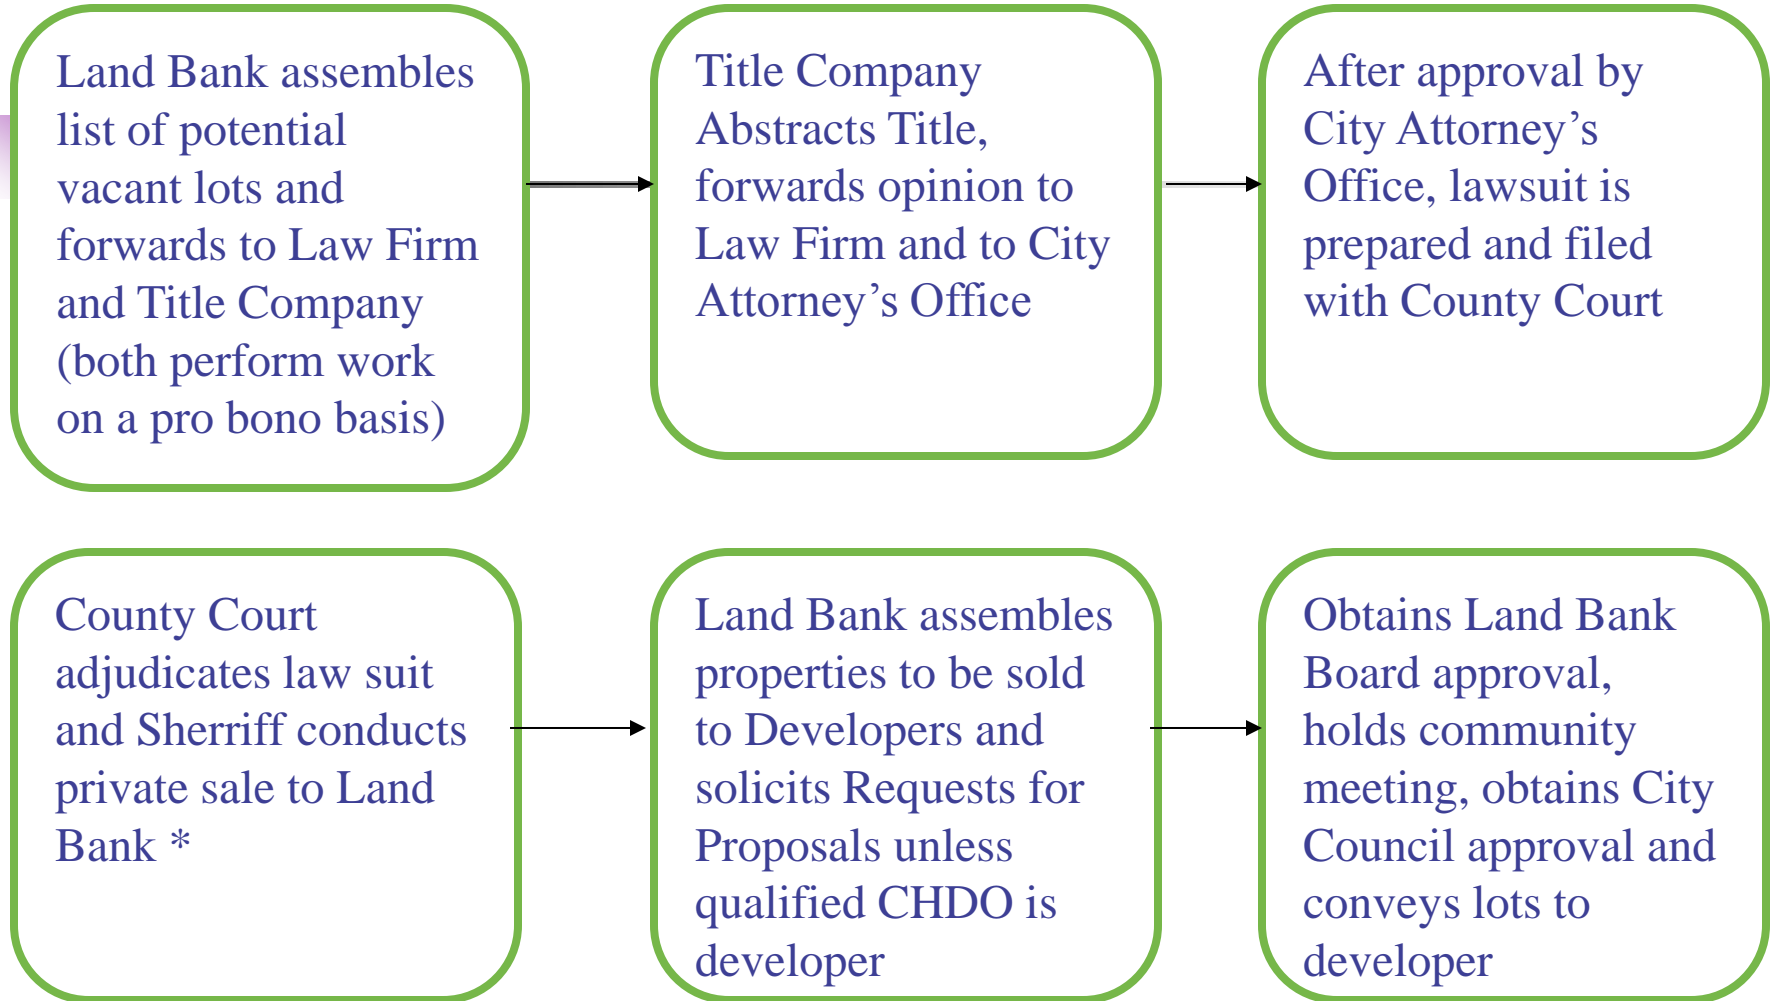 Land Bank assembles
list of potential
vacant lots and
forwards to Law Firm
and Title Company
(both perform work
on a pro bono basis)
Title Company
Abstracts Title,
forwards opinion to
Law Firm and to City
Attorney’s Office
After approval by
City Attorney’s
Office, lawsuit is
prepared and filed
with County Court
County Court
adjudicates law suit
and Sherriff conducts
private sale to Land
Bank *
Land Bank assembles
properties to be sold
to Developers and
solicits Requests for
Proposals unless
qualified CHDO is
developer
Obtains Land Bank
Board approval,
holds community
meeting, obtains City
Council approval and
conveys lots to
developer